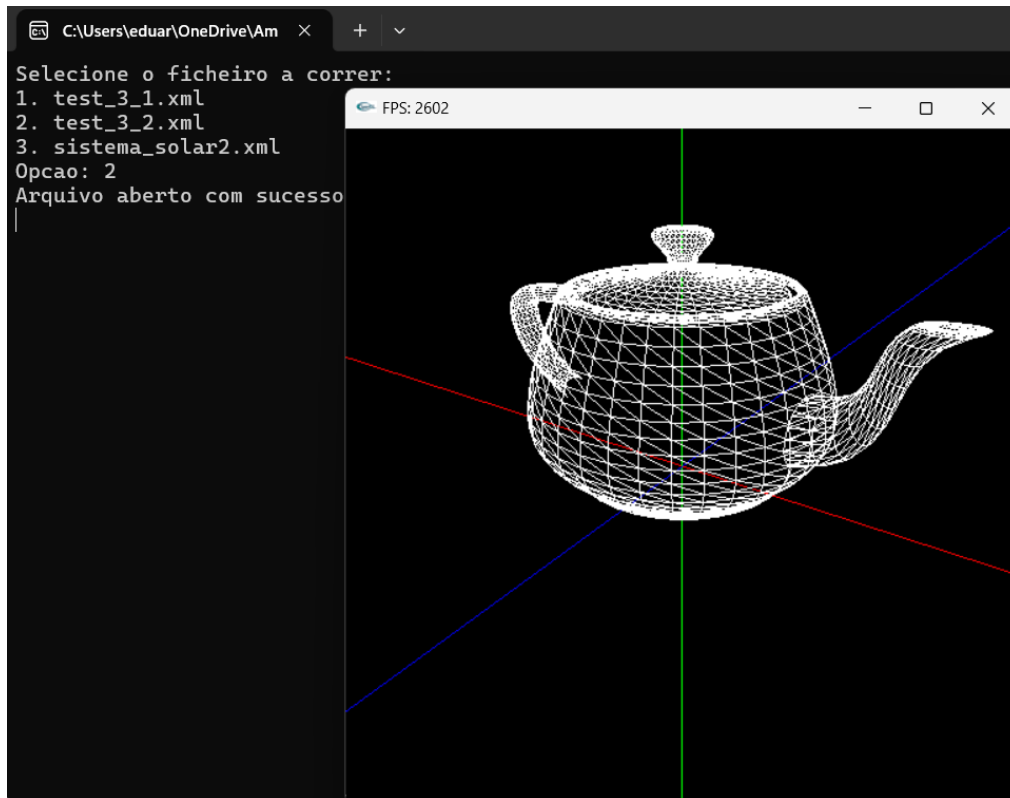 C:\Users\eduar\OneDrive\Am
Selecione o ficheiro a correr:
1. test_3_1.xml
2. test_3_2.xml
3. sistema_solar2.xml
Opcao: 2
Arquivo aberto com sucesso
FPS: 2602